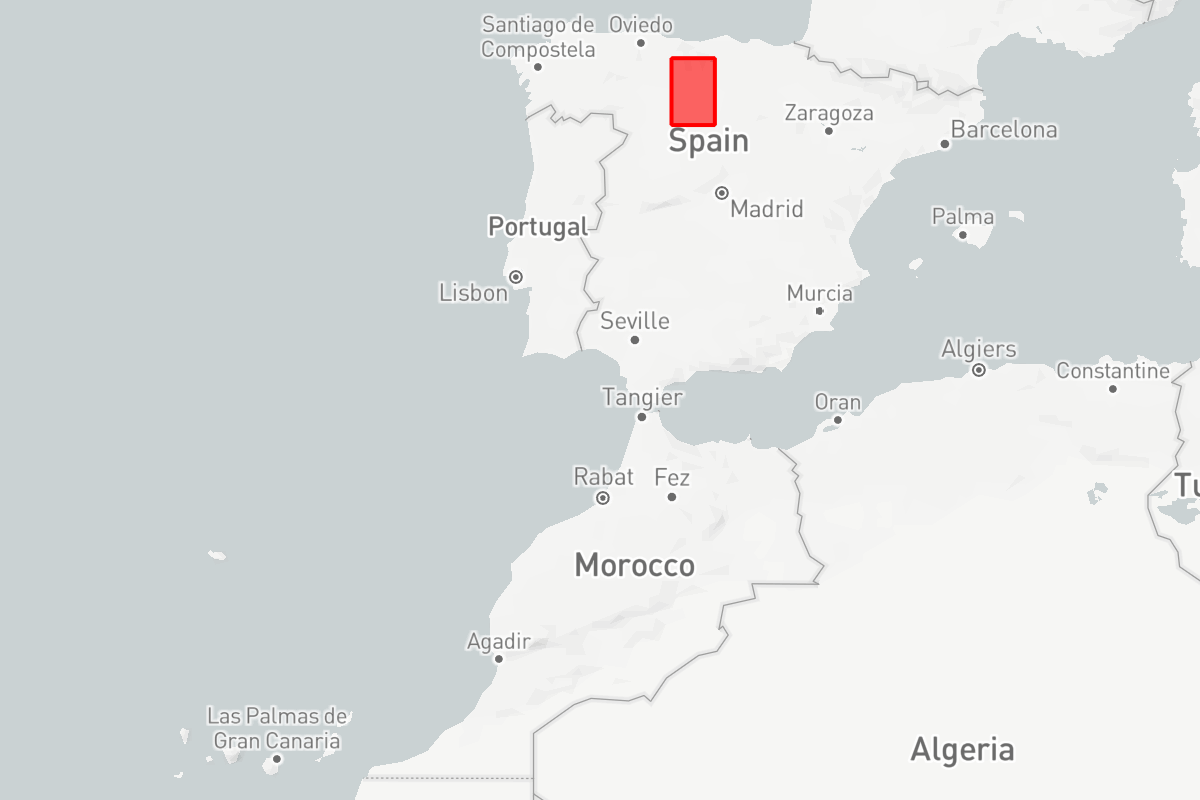 Santiago de
Compostela
Oviedo
Zaragoza
Barcelona
Spain
Madrid
Palma
Portugal
Lisbon
Murcia
Seville
Algiers
Constantine
Tangier
Oran
Rabat
Fez
Tu
Morocco
Agadir
Las Palmas de
Gran Canaria
Algeria